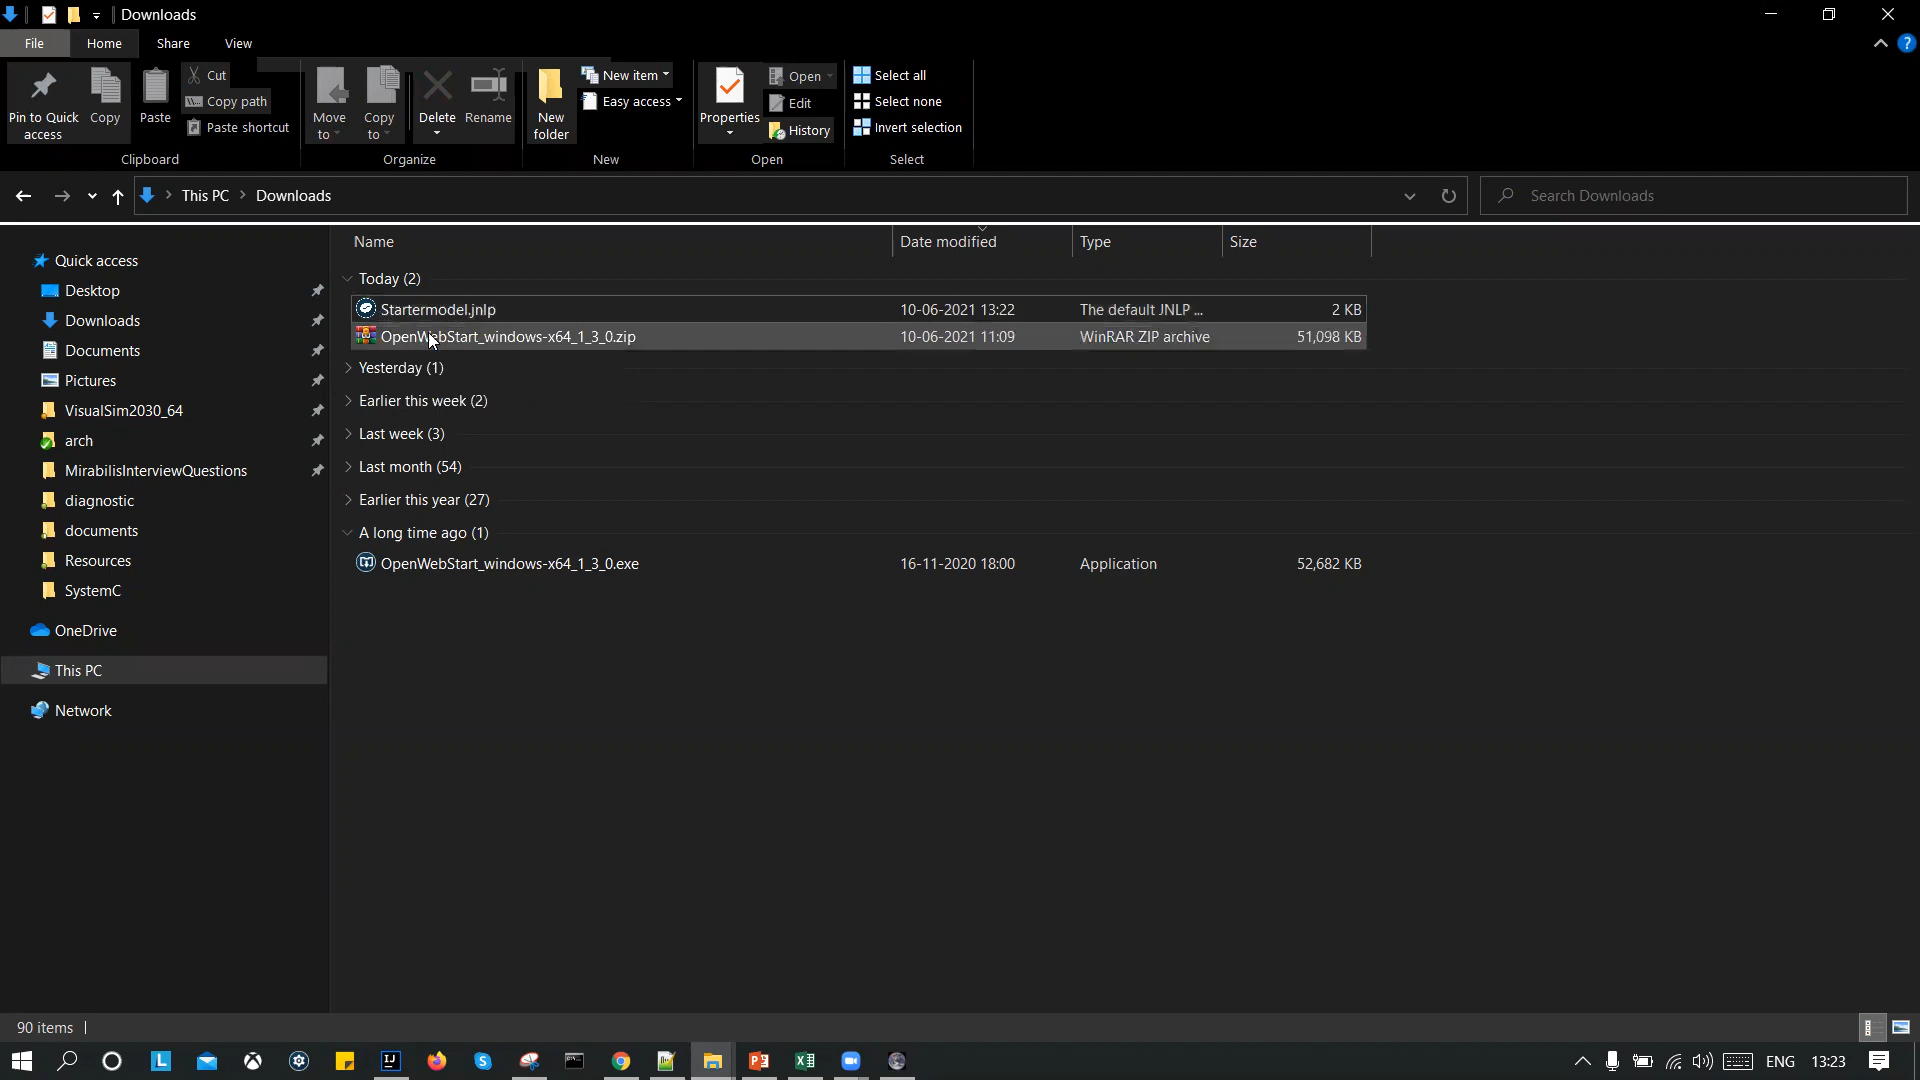 Downloads
File Home Share View
Pin to Quick access
Copy
Paste
Cut
Copy path
Paste shortcut
Clipboard
Move to
Copy to
Delete
Rename
Organize
New folder
New item
Easy access
New
Properties
Open
Edit
History
Open
Select all
Select none
Invert selection
Select
This PC > Downloads
Search Downloads
Name Date modified Type Size
Today (2)
Startermodel.jnlp 10-06-2021 13:22 The default JNLP ... 2 KB
OpenWebStart_windows-x64_1_3_0.zip 10-06-2021 11:09 WinRAR ZIP archive 51,098 KB
Yesterday (1)
Earlier this week (2)
Last week (3)
Last month (54)
Earlier this year (27)
A long time ago (1)
OpenWebStart_windows-x64_1_3_0.exe 16-11-2020 18:00 Application 52,682 KB
Quick access
Desktop
Downloads
Documents
Pictures
VisualSim2030_64
arch
MirabilisInterviewQuestions
diagnostic
documents
Resources
SystemC
OneDrive
This PC
Network
90 items
ENG 13:23